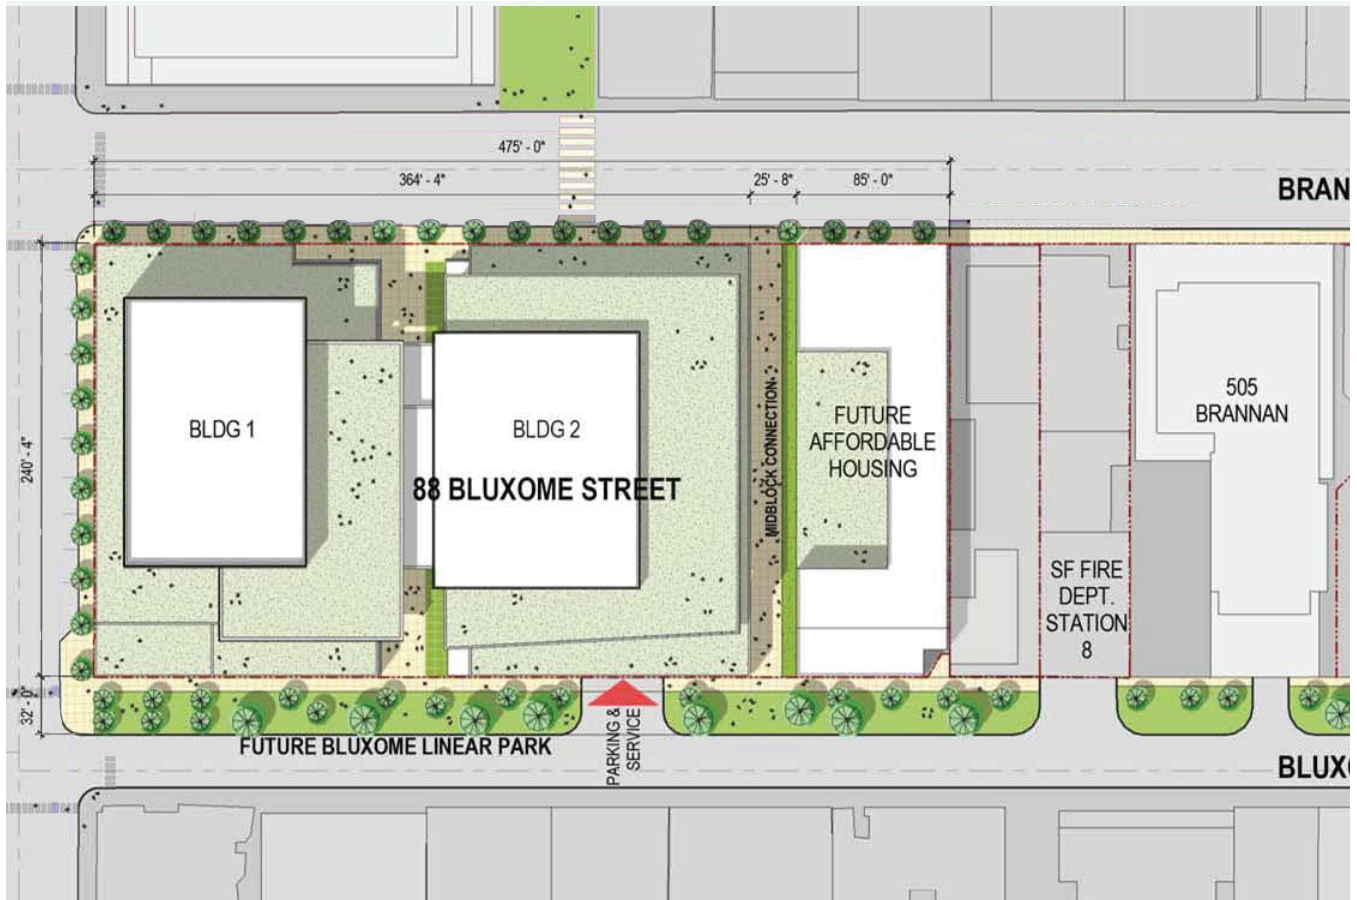 475' - 0"
364' - 4"
25' - 8"
85' - 0"
BRAN
240' - 4"
BLDG 1
BLDG 2
88 BLUXOME STREET
MIDBLOCK CONNECTION
FUTURE
AFFORDABLE
HOUSING
505
BRANNAN
SF FIRE
DEPT.
STATION
8
32' - 0"
FUTURE BLUXOME LINEAR PARK
PARKING &
SERVICE
BLUXO